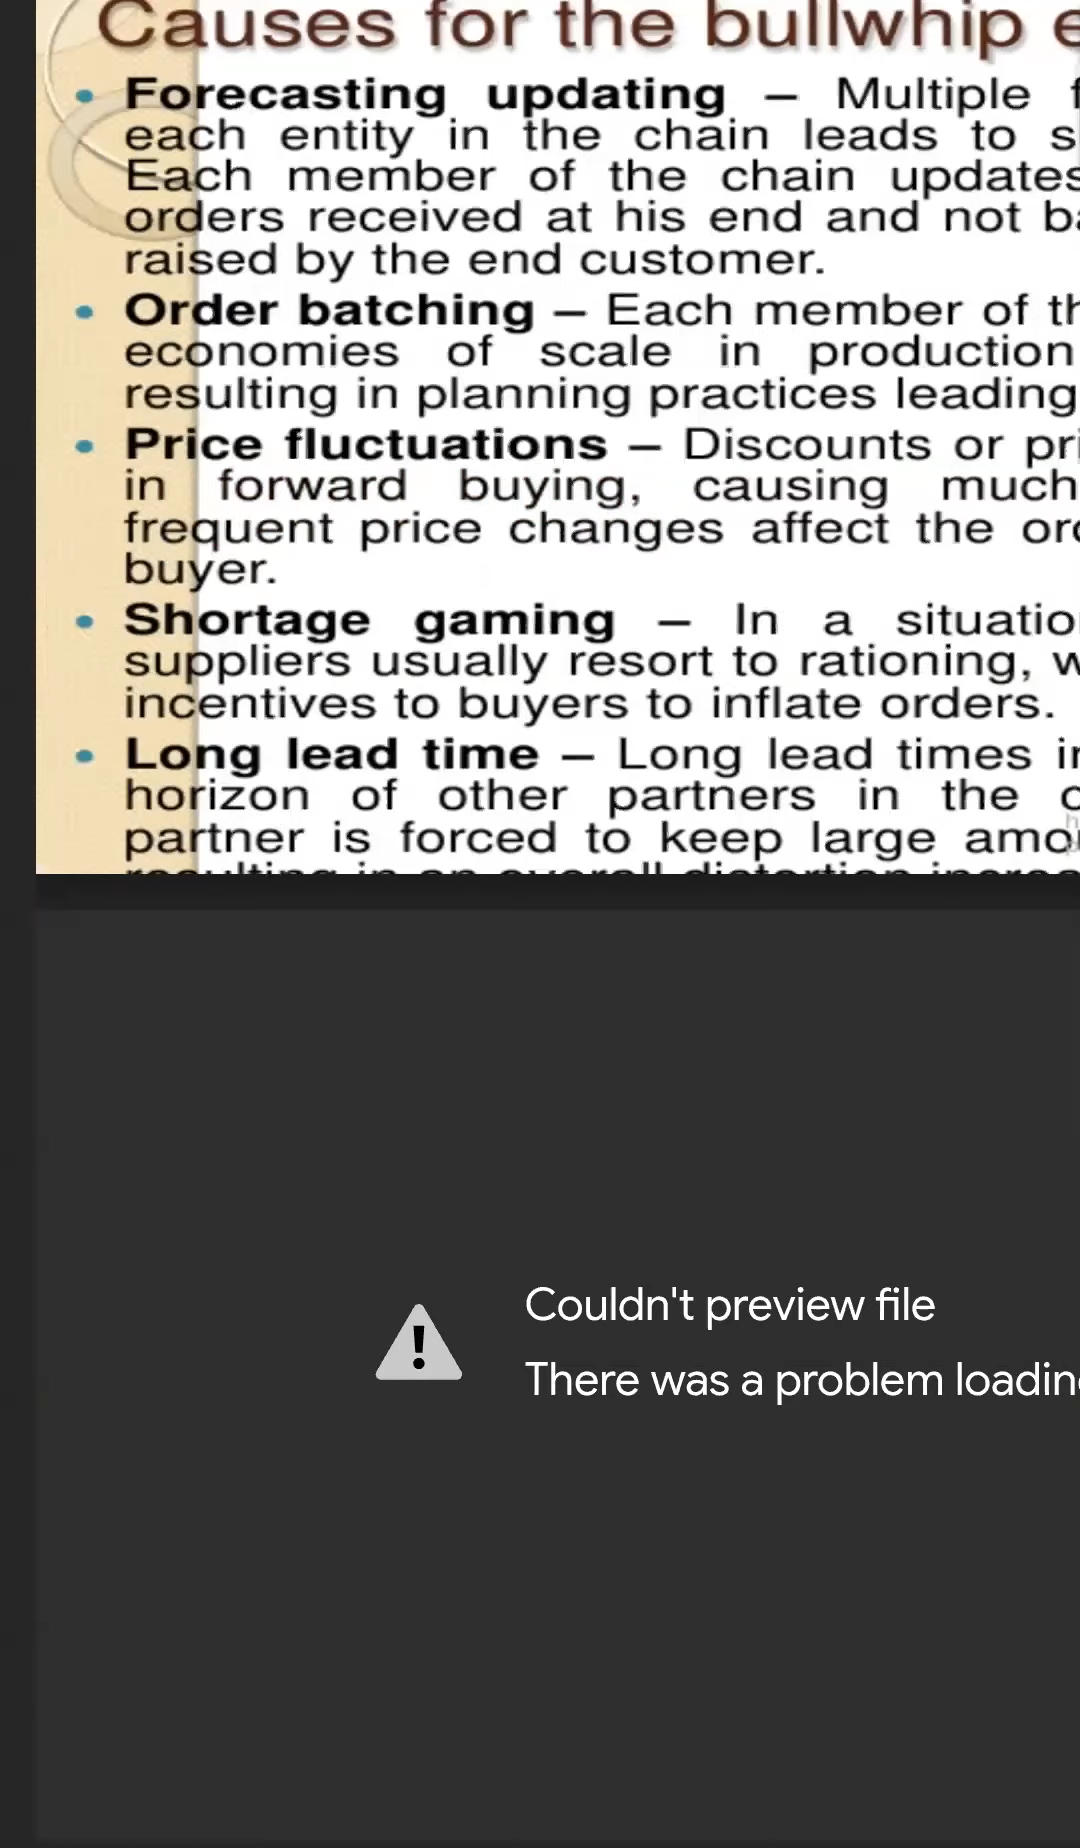 Causes for the bullwhip
Forecasting updating – Multiple
each entity in the chain leads to
Each member of the chain updates
orders received at his end and not
raised by the end customer.
Order batching – Each member of
economies of scale in production
resulting in planning practices leading
Price fluctuations – Discounts or
in forward buying, causing much
frequent price changes affect the
buyer.
Shortage gaming – In a
suppliers usually resort to rationing,
incentives to buyers to inflate orders.
Long lead time – Long lead times
horizon of other partners in the
partner is forced to keep large
resulting in an overall distortion
Couldn't preview file
There was a problem